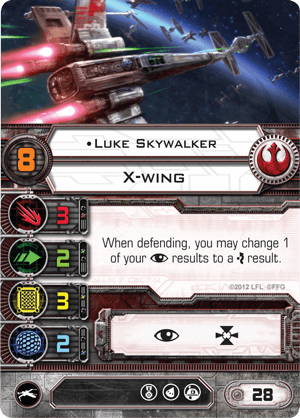 •Luke Skywalker
8
X-wing
3
When defending, you may change 1
of your results to a result.
2
©2012 LFL ©FFG
3
2
28